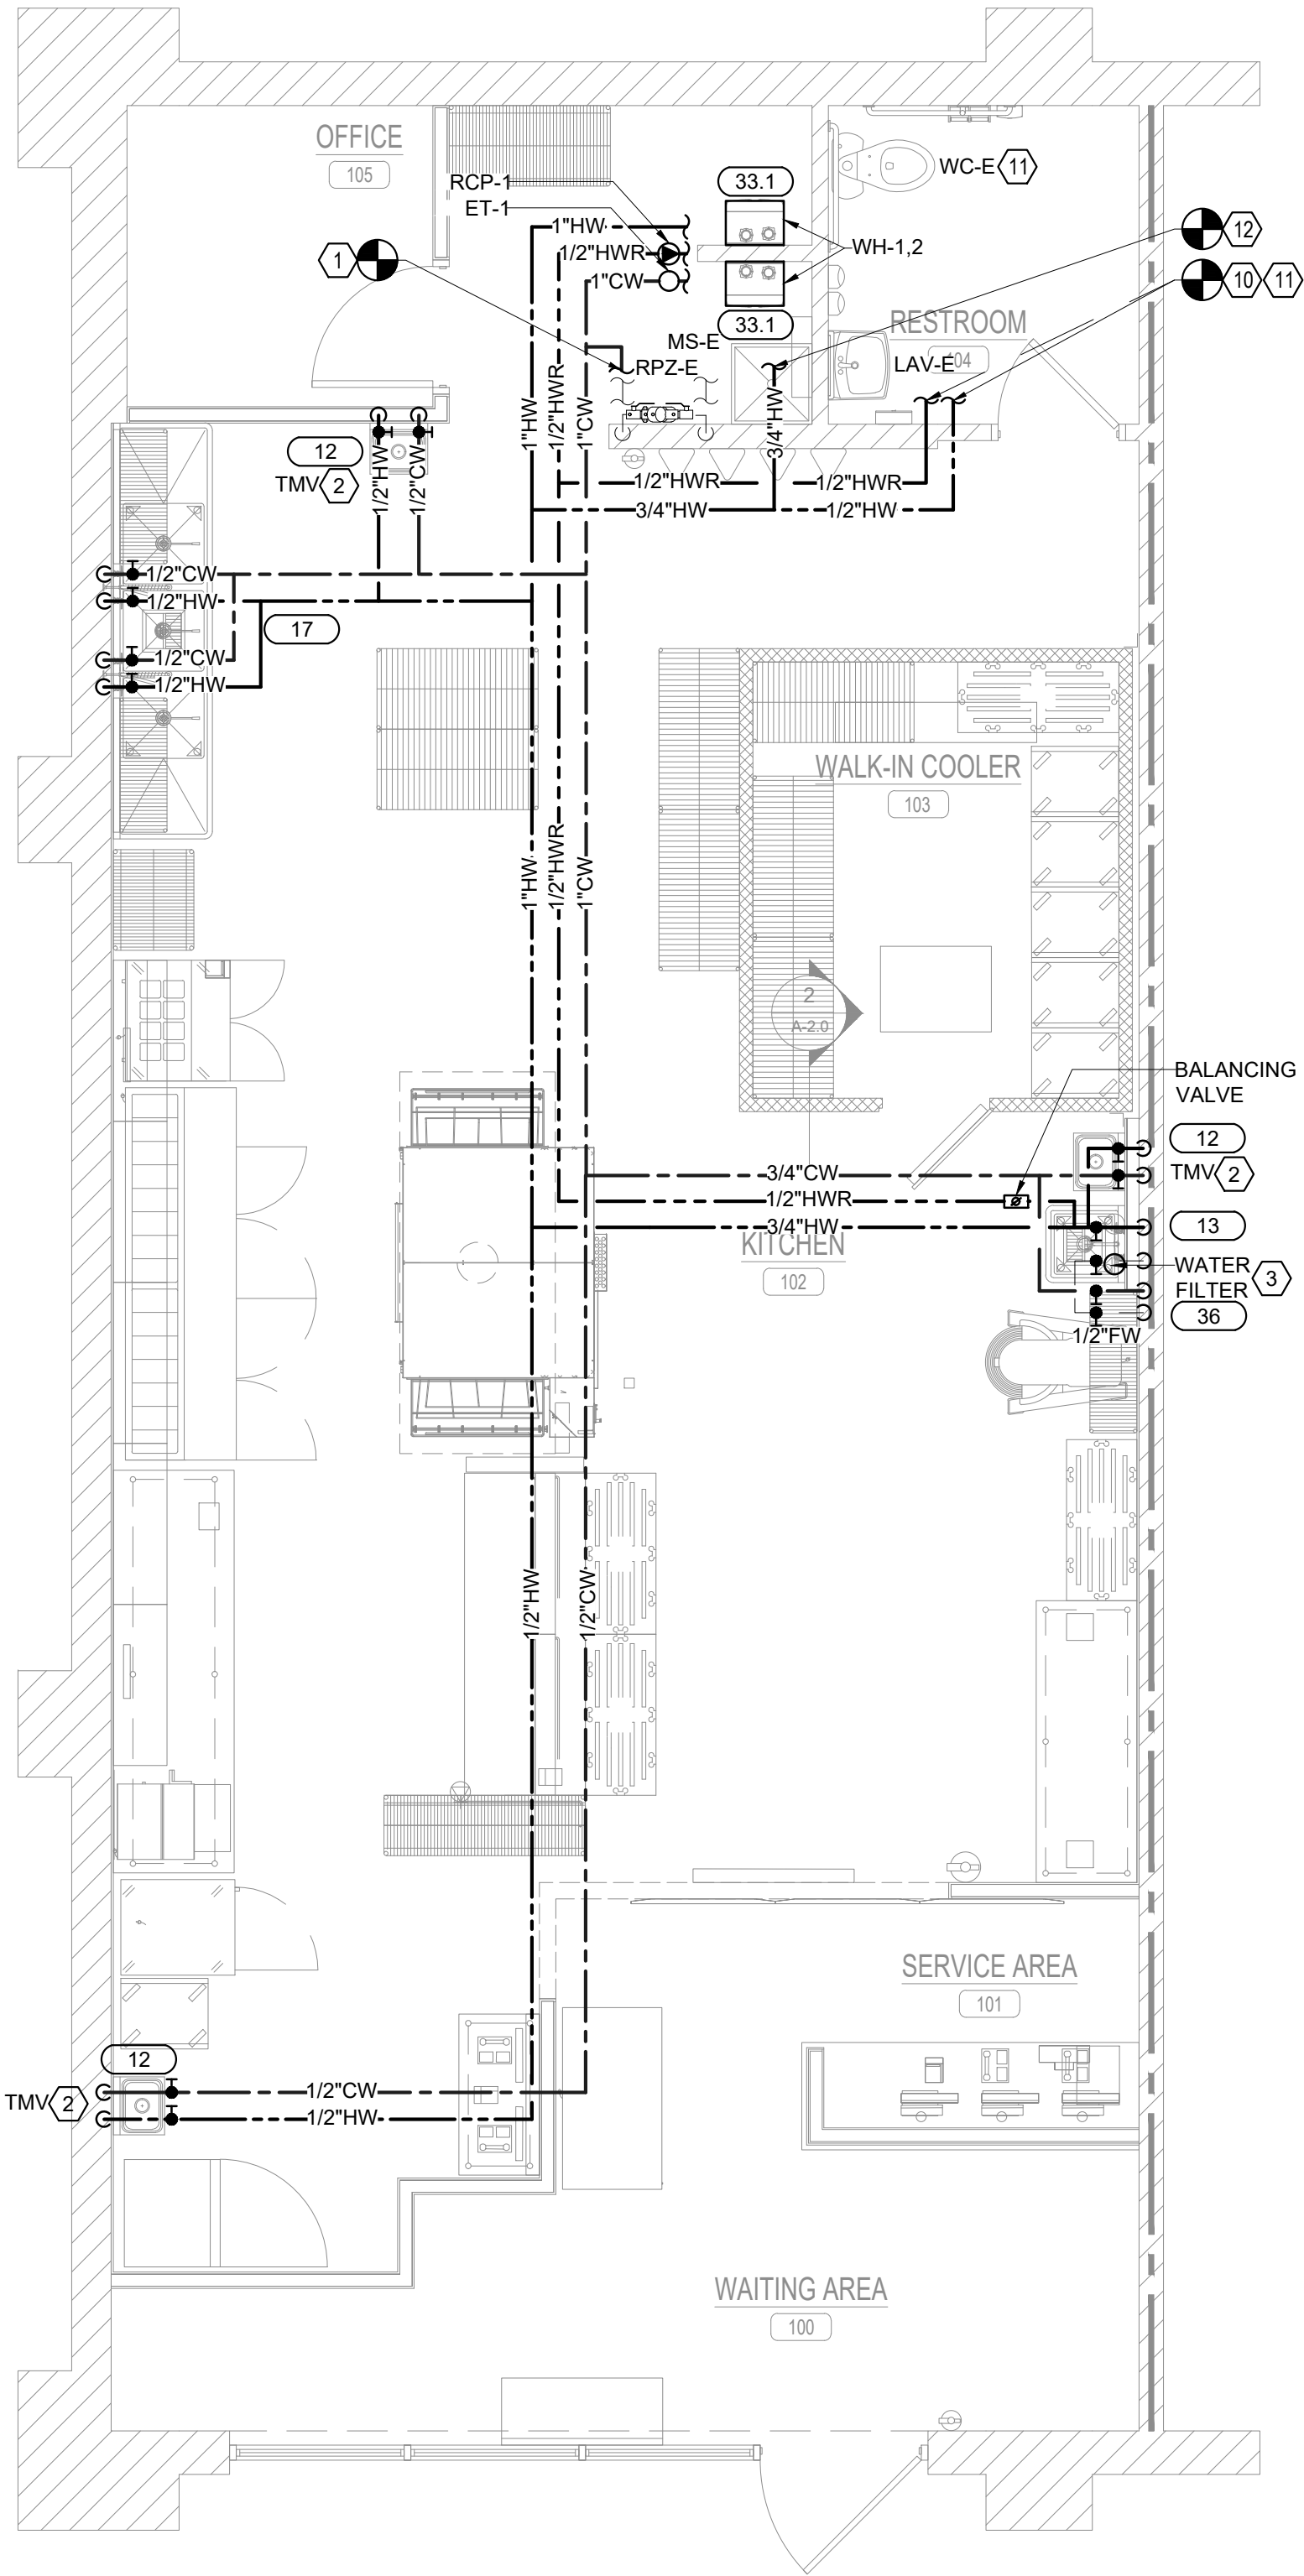 OFFICE
105
RCP-1
ET-1
33.1
WC-E 11
1"HW
12
1/2"HWR
WH-1,2
1
1"CW
10 11
33.1
RESTROOM
MS-E
RPZ-E
LAV-E 104
1"HW
1/2"HWR
1"CW
3/4"HW
12
TMV 2
1/2"HW
1/2"CW
1/2"HWR
1/2"HWR
3/4"HW
1/2"HW
1/2"CW
1/2"HW
17
1/2"CW
1/2"HW
WALK-IN COOLER
103
1"HW
1/2"HWR
1"CW
2
A-2.0
BALANCING
VALVE
12
3/4"CW
TMV 2
1/2"HWR
3/4"HW
13
KITCHEN
102
WATER
FILTER 3
36
1/2"FW
1/2"HW
1/2"CW
SERVICE AREA
101
12
TMV 2
1/2"CW
1/2"HW
WAITING AREA
100